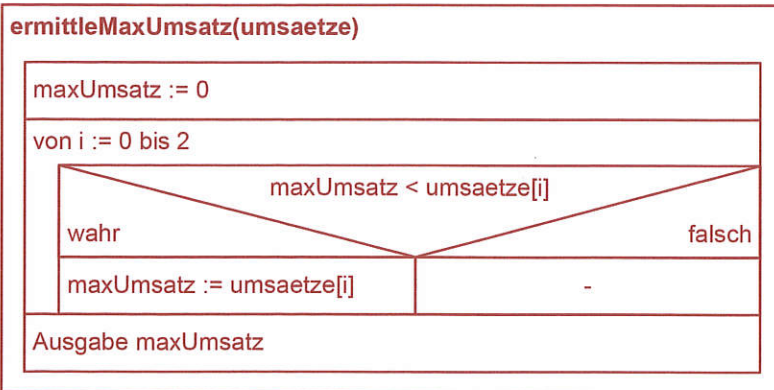 ermittleMaxUmsatz(umsaetze)
maxUmsatz := 0
von i := 0 bis 2
maxUmsatz < umsaetze[i]
wahr
falsch
maxUmsatz := umsaetze[i]
-
Ausgabe maxUmsatz